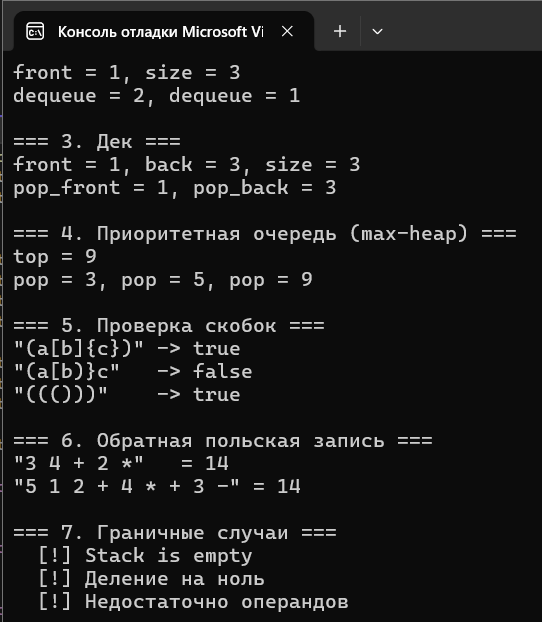 Консоль отладки Microsoft Vi
front = 1, size = 3
dequeue = 2, dequeue = 1
=== 3. Дек ===
front = 1, back = 3, size = 3
pop_front = 1, pop_back = 3
=== 4. Приоритетная очередь (max-heap) ===
top = 9
pop = 3, pop = 5, pop = 9
=== 5. Проверка скобок ===
"(a[b]{c})" -> true
"(a[b)}c"   -> false
"((()))"    -> true
=== 6. Обратная польская запись ===
"3 4 + 2 *"   = 14
"5 1 2 + 4 * + 3 -" = 14
=== 7. Граничные случаи ===
  [!] Stack is empty
  [!] Деление на ноль
  [!] Недостаточно операндов